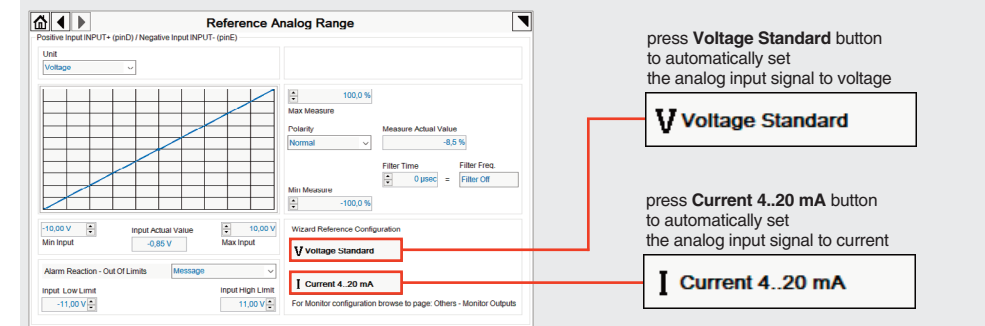 Reference Analog Range
Positive Input INPUT+ (pinD) / Negative Input INPUT- (pinE)
Unit
Voltage
100,0 %
Max Measure
Polarity
Measure Actual Value
Normal
-8,5 %
Filter Time
Filter Freq.
0 µsec
=
Filter Off
Min Measure
-100,0 %
-10,00 V
Input Actual Value
10,00 V
Min Input
-0,85 V
Max Input
Alarm Reaction - Out Of Limits
Message
Input Low Limit
Input High Limit
-11,00 V
11,00 V
Wizard Reference Configuration
V Voltage Standard
I Current 4..20 mA
For Monitor configuration browse to page: Others - Monitor Outputs
press Voltage Standard button
to automatically set
the analog input signal to voltage
V Voltage Standard
press Current 4..20 mA button
to automatically set
the analog input signal to current
I Current 4..20 mA